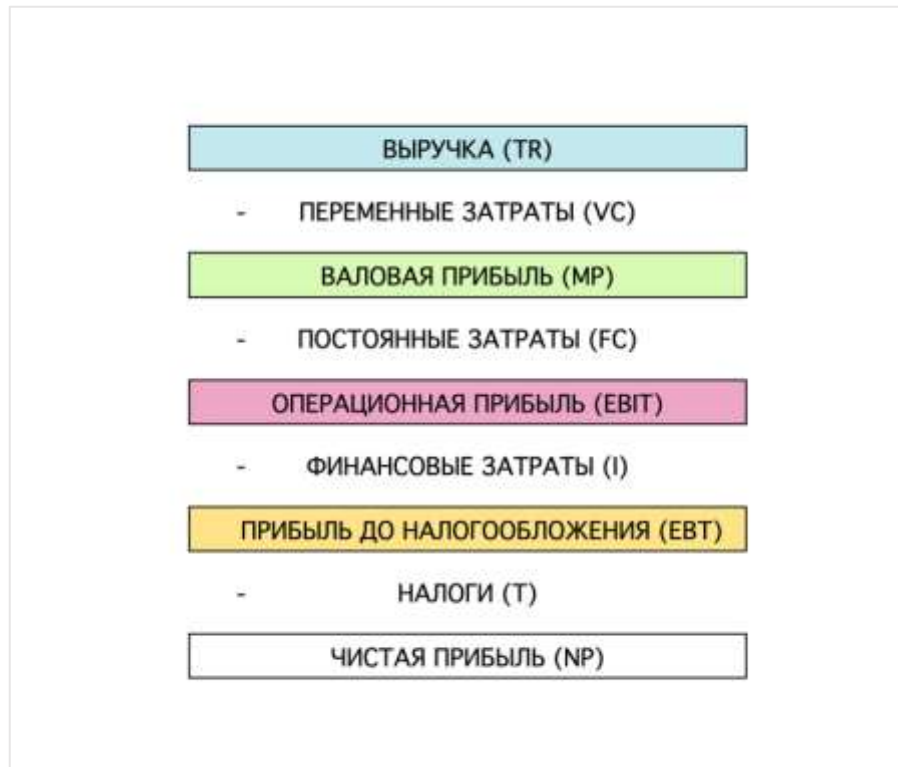 ВЫРУЧКА (TR)
- ПЕРЕМЕННЫЕ ЗАТРАТЫ (VC)
ВАЛОВАЯ ПРИБЫЛЬ (MP)
- ПОСТОЯННЫЕ ЗАТРАТЫ (FC)
ОПЕРАЦИОННАЯ ПРИБЫЛЬ (EBIT)
- ФИНАНСОВЫЕ ЗАТРАТЫ (I)
ПРИБЫЛЬ ДО НАЛОГООБЛОЖЕНИЯ (EBT)
- НАЛОГИ (T)
ЧИСТАЯ ПРИБЫЛЬ (NP)